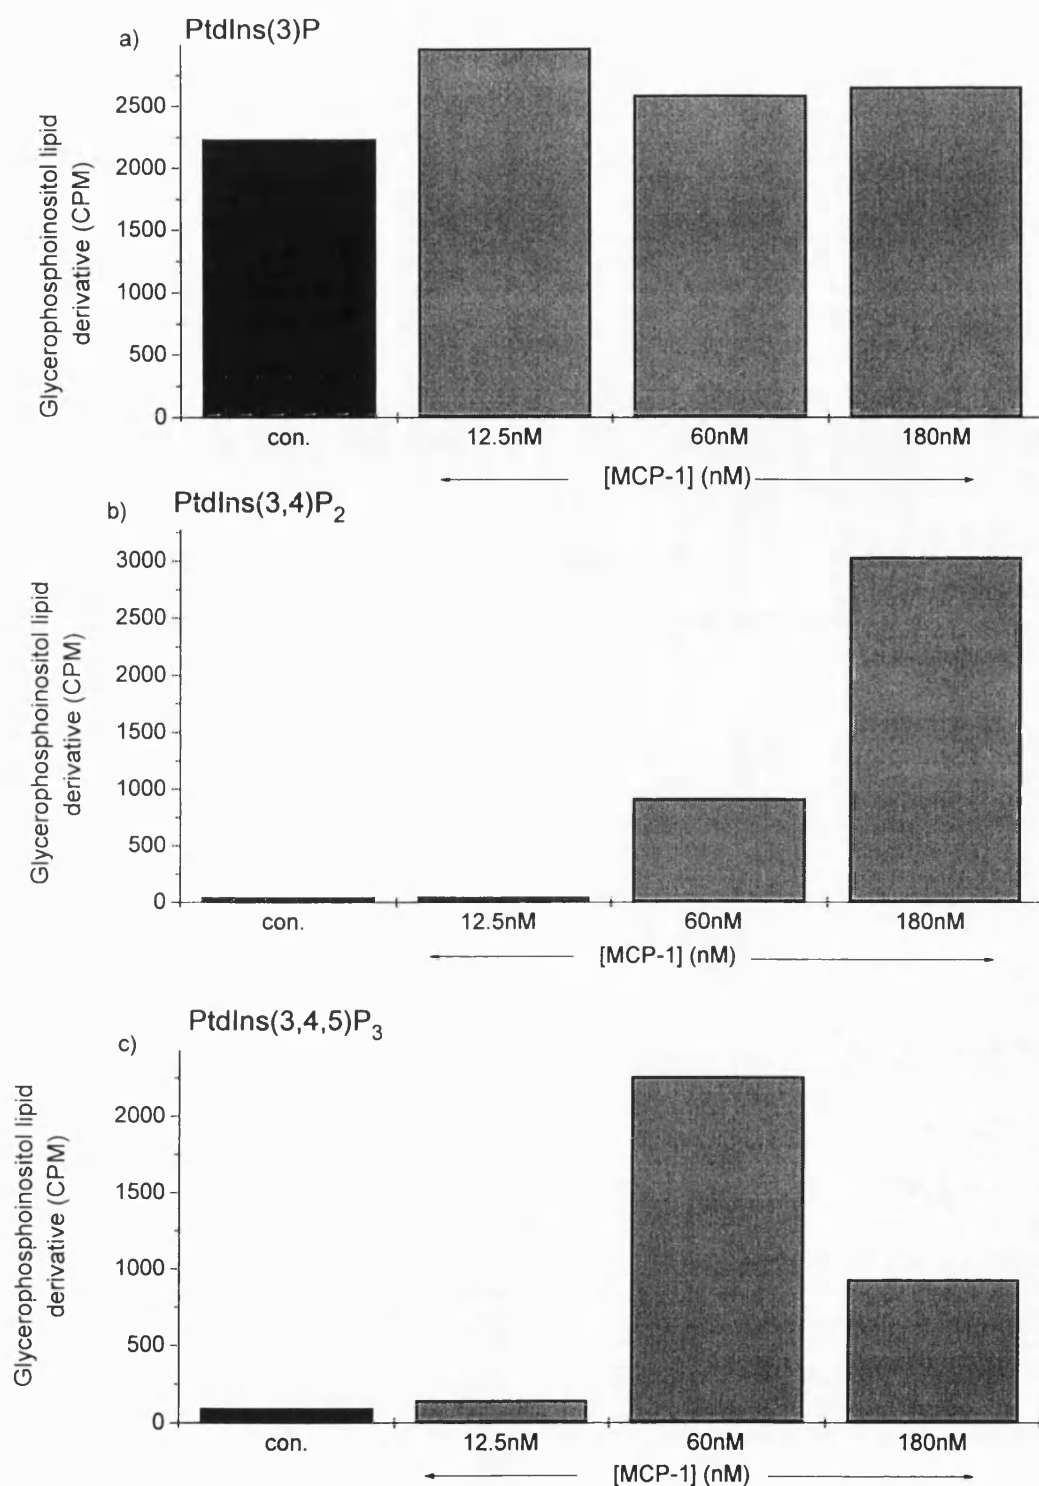 a) PtdIns(3)P
Glycerophosphoinositol lipid
derivative (CPM)
2500
2000
1500
1000
500
0
con. 12.5nM 60nM 180nM
[MCP-1] (nM)
b) PtdIns(3,4)P2
Glycerophosphoinositol lipid
derivative (CPM)
3000
2500
2000
1500
1000
500
0
con. 12.5nM 60nM 180nM
[MCP-1] (nM)
c) PtdIns(3,4,5)P3
Glycerophosphoinositol lipid
derivative (CPM)
2000
1500
1000
500
0
con. 12.5nM 60nM 180nM
[MCP-1] (nM)